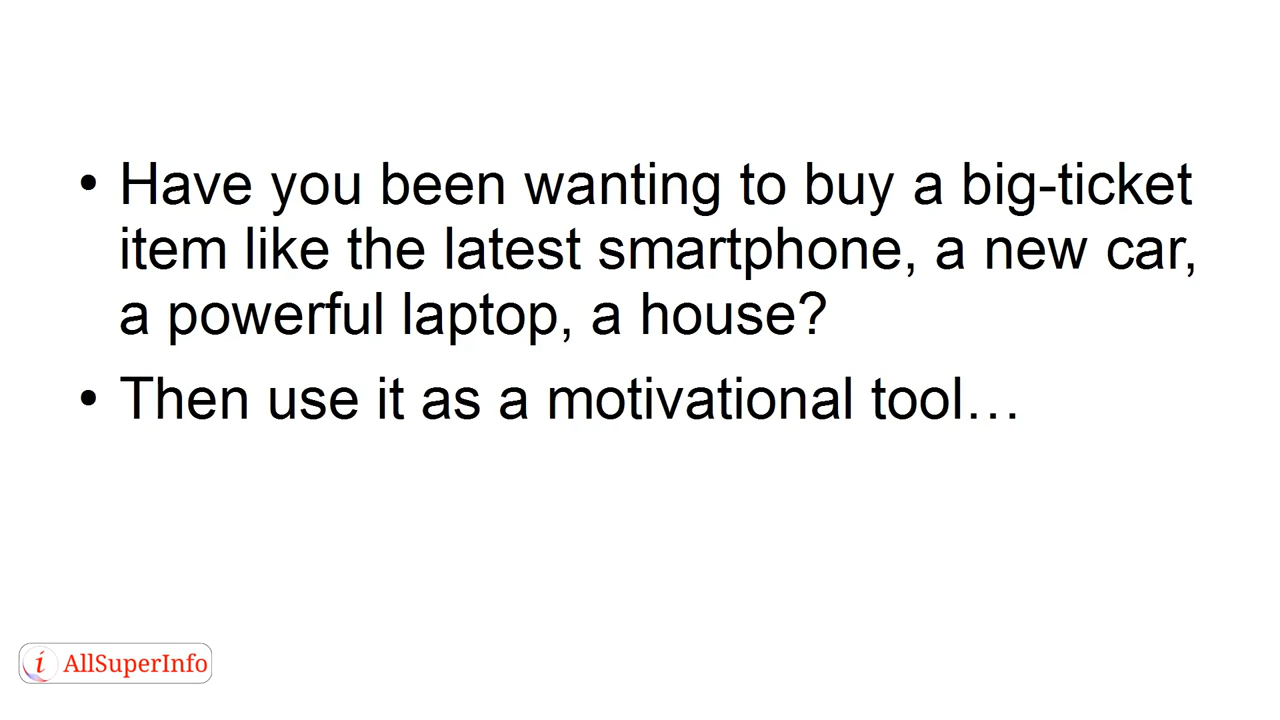 • Have you been wanting to buy a big-ticket
item like the latest smartphone, a new car,
a powerful laptop, a house?
• Then use it as a motivational tool…
i AllSuperInfo